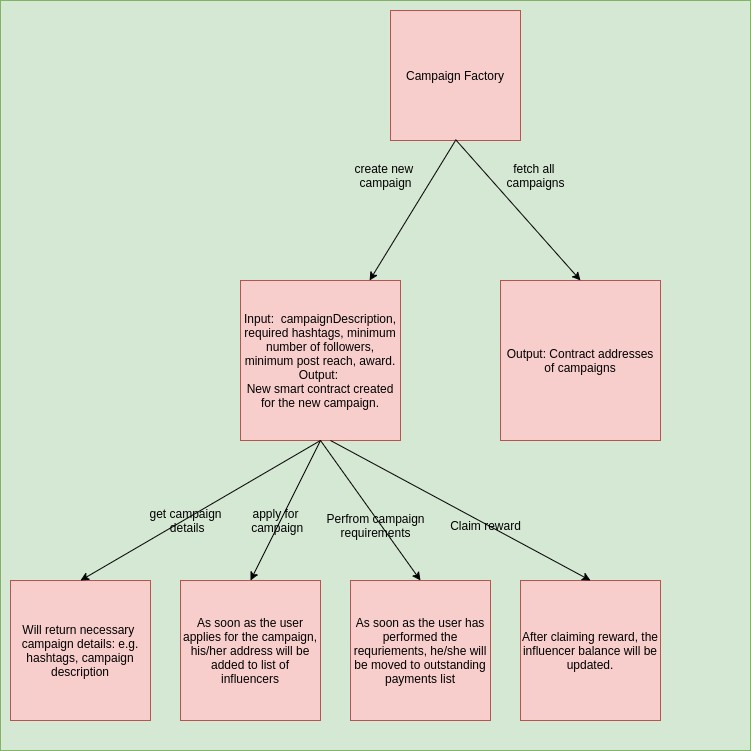 Campaign Factory
create new
campaign
fetch all
campaigns
Input:  campaignDescription,
required hashtags, minimum
number of followers,
minimum post reach, award.
Output:
New smart contract created
for the new campaign.
Output: Contract addresses
of campaigns
get campaign
details
apply for
campaign
Perfrom campaign
requirements
Claim reward
Will return necessary
campaign details: e.g.
hashtags, campaign
description
As soon as the user
applies for the campaign,
his/her address will be
added to list of
influencers
As soon as the user has
performed the
requriements, he/she will
be moved to outstanding
payments list
After claiming reward, the
influencer balance will be
updated.